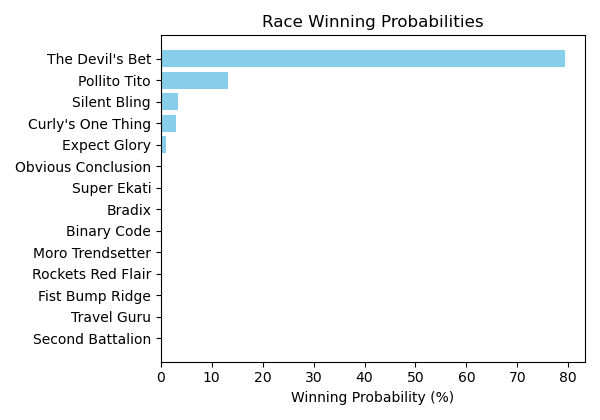 Race Winning Probabilities
The Devil's Bet
Pollito Tito
Silent Bling
Curly's One Thing
Expect Glory
Obvious Conclusion
Super Ekati
Bradix
Binary Code
Moro Trendsetter
Rockets Red Flair
Fist Bump Ridge
Travel Guru
Second Battalion
0 10 20 30 40 50 60 70 80
Winning Probability (%)